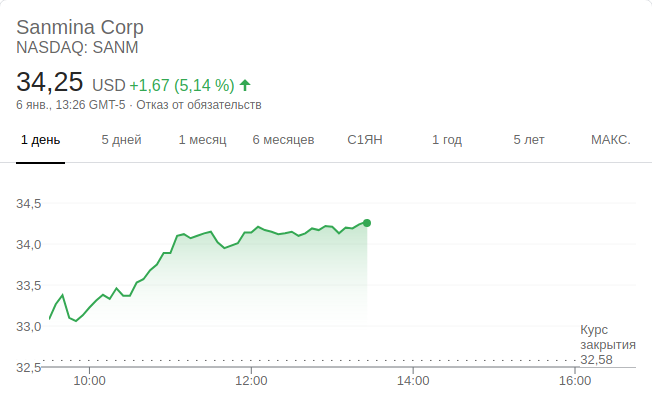 Sanmina Corp
NASDAQ: SANM
34,25 USD +1,67 (5,14 %)
6 янв., 13:26 GMT-5 · Отказ от обязательств
1 день 5 дней 1 месяц 6 месяцев С1ЯН 1 год 5 лет МАКС.
34,5
34,0
33,5
33,0
Курс
закрытия
32,58
32,5
10:00 12:00 14:00 16:00